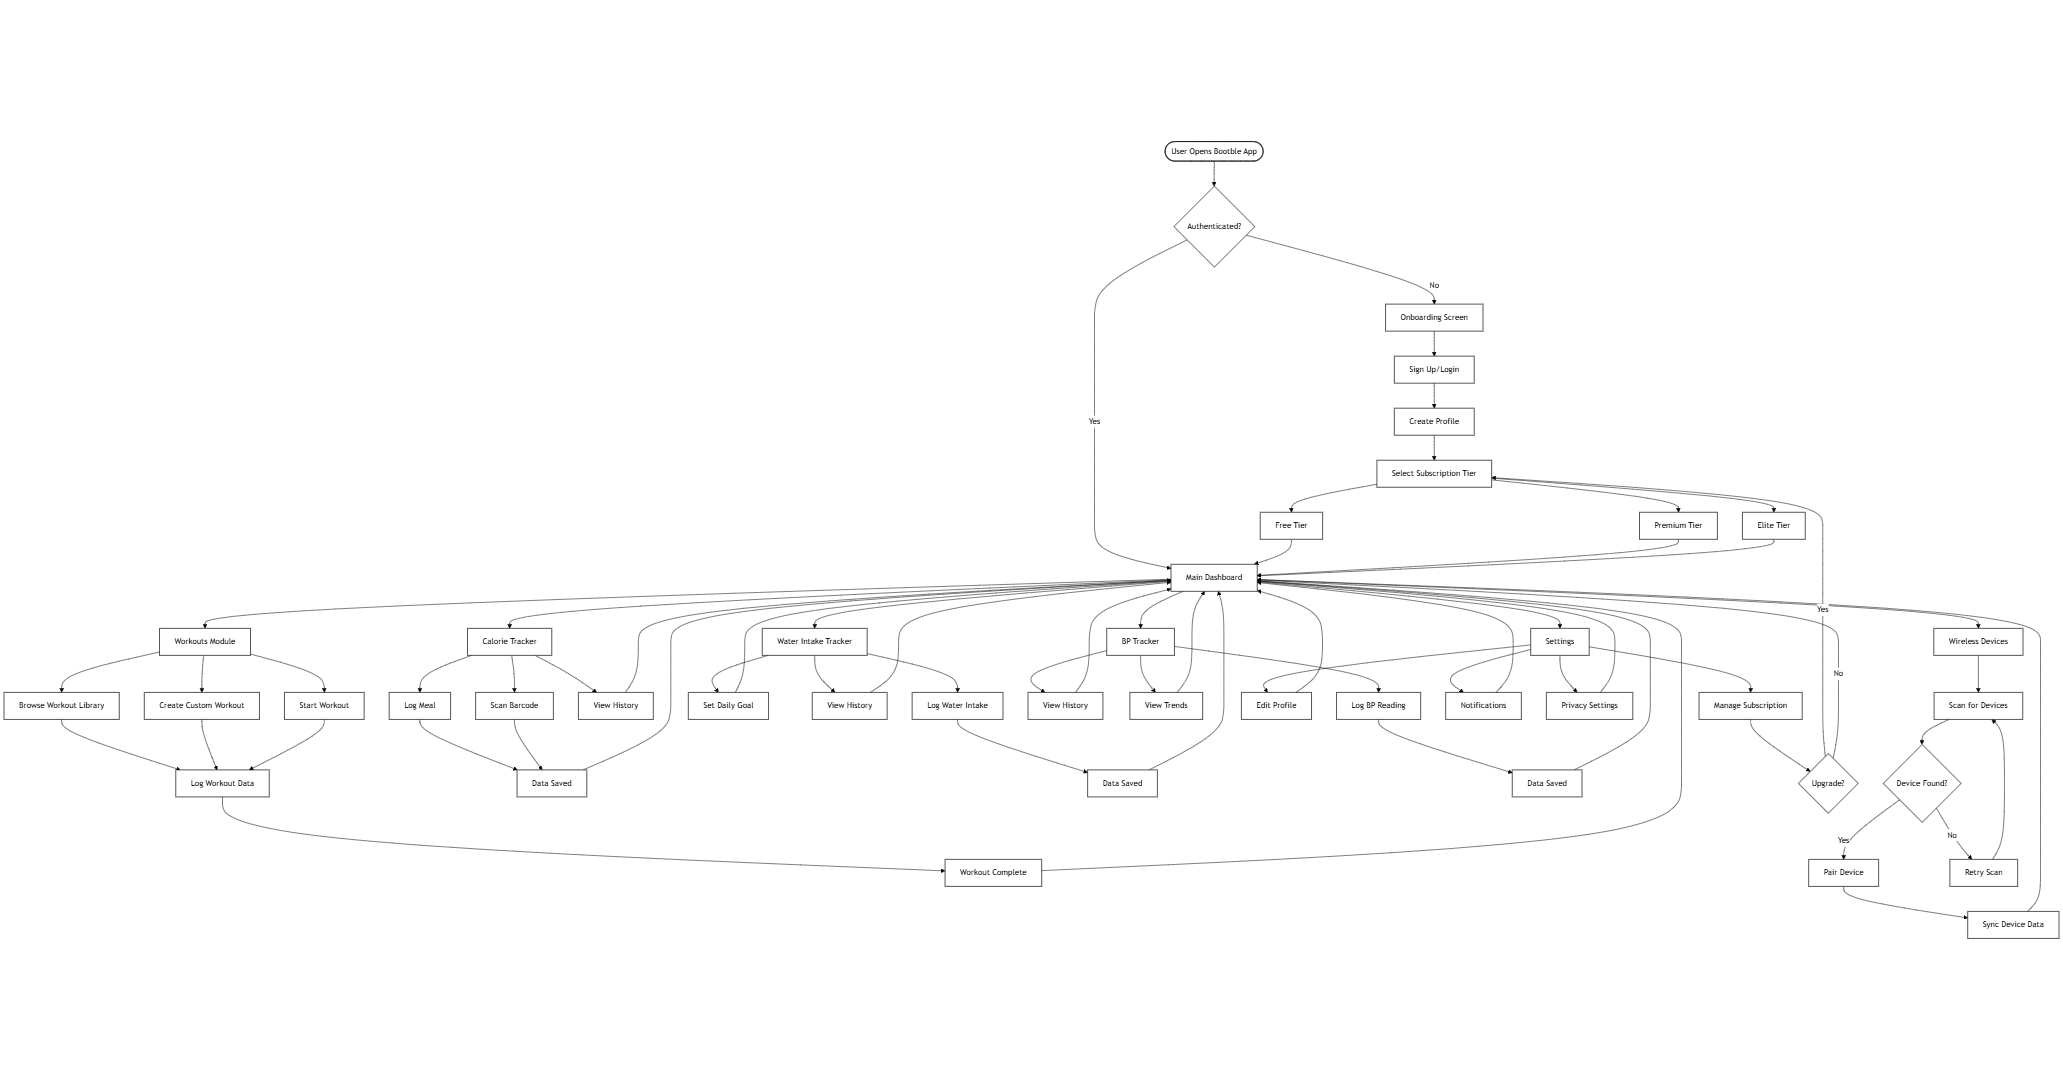 User Opens Bootble App
Authenticated?
No
Onboarding Screen
Sign Up/Login
Yes
Create Profile
Select Subscription Tier
Free Tier
Premium Tier
Elite Tier
Main Dashboard
Yes
Workouts Module
Calorie Tracker
Water Intake Tracker
BP Tracker
Settings
Wireless Devices
No
Browse Workout Library
Create Custom Workout
Start Workout
Log Meal
Scan Barcode
View History
Set Daily Goal
View History
Log Water Intake
View History
View Trends
Edit Profile
Log BP Reading
Notifications
Privacy Settings
Manage Subscription
Scan for Devices
Log Workout Data
Data Saved
Data Saved
Data Saved
Upgrade?
Device Found?
Yes
No
Workout Complete
Pair Device
Retry Scan
Sync Device Data